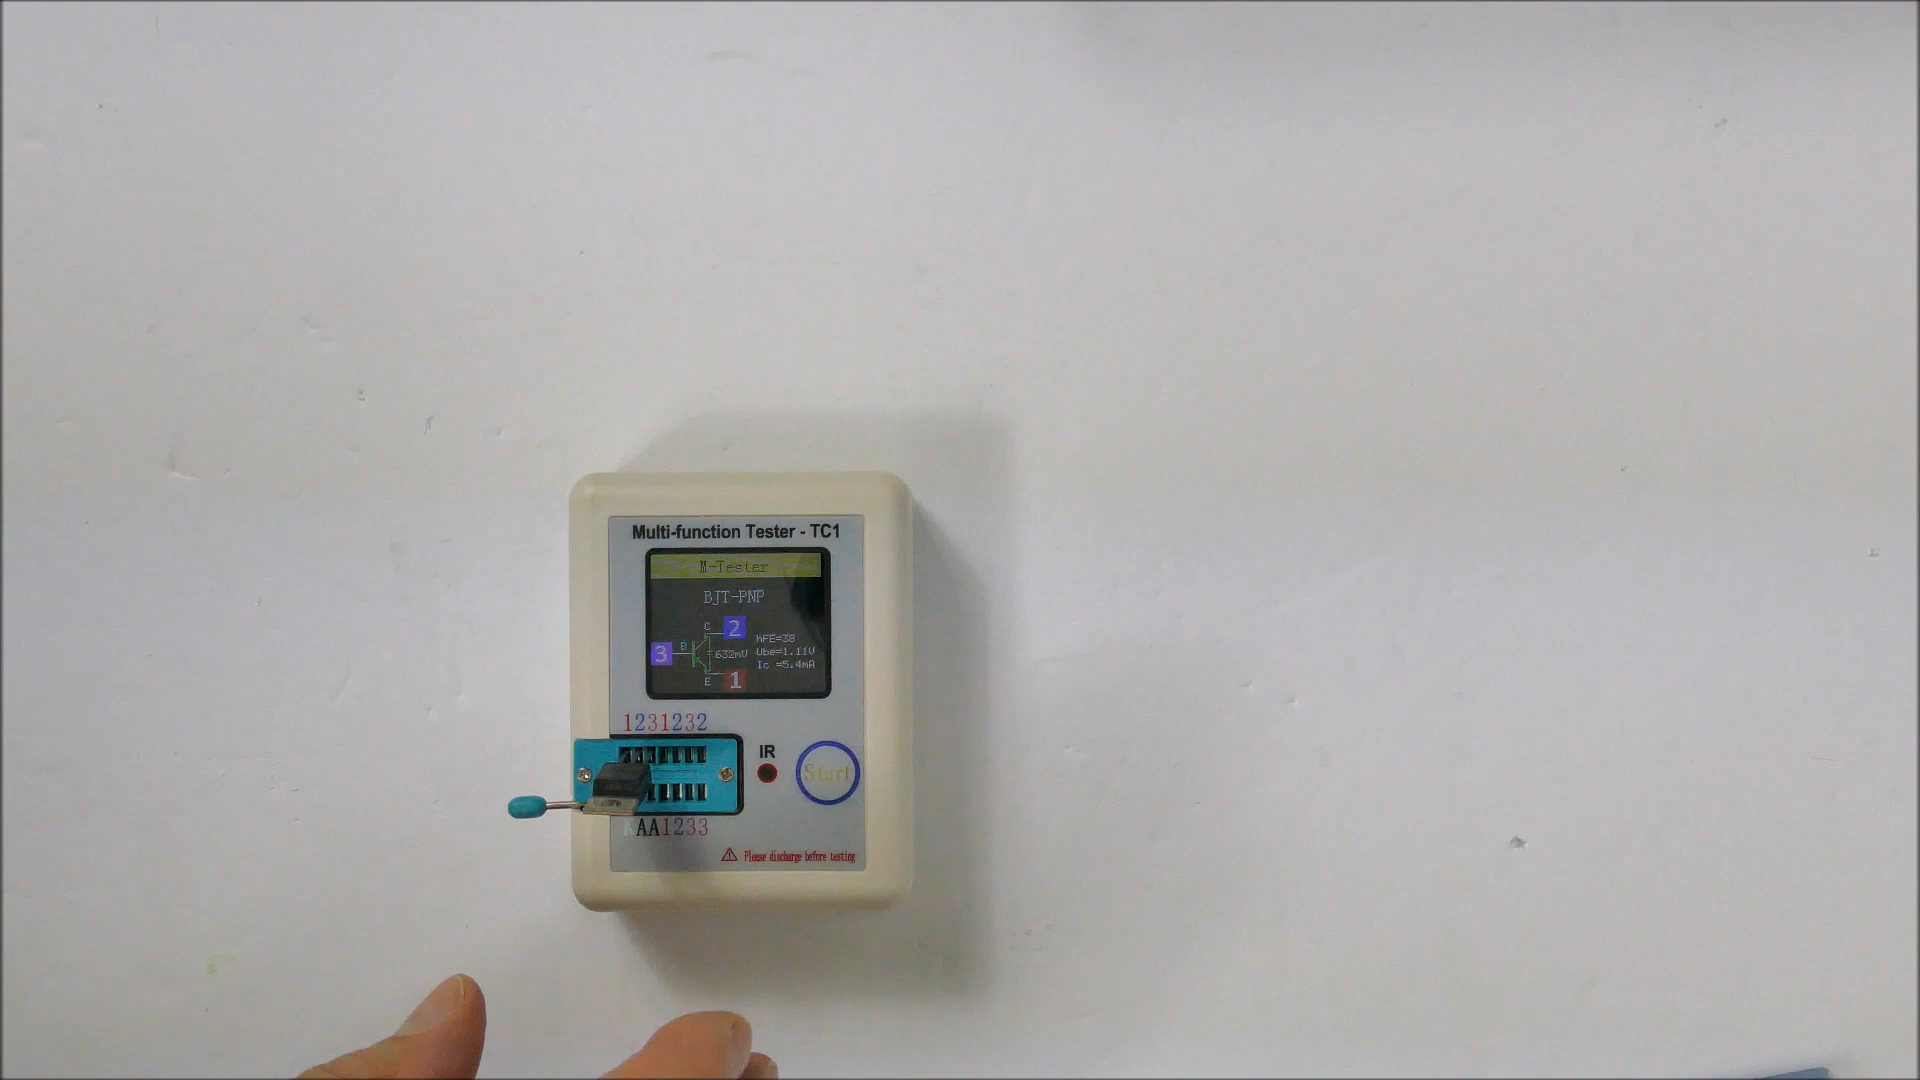 Multi-function Tester - TC1
M-Tester
BJT-PNP
C 2
3 B 632mV
E 1
hFE=38
Ube=1.11V
Ic =5.4mA
1231232
IR
Start
KAA1233
Please discharge before testing